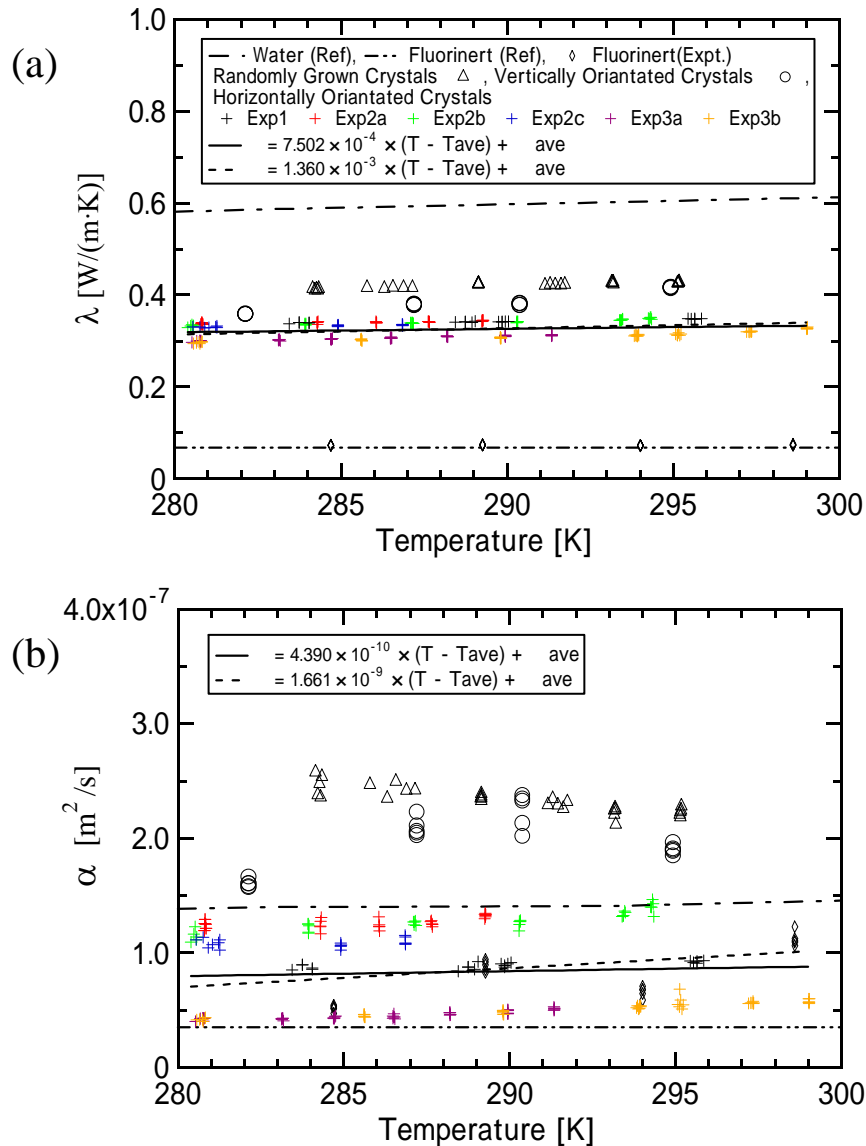 (a)
1.0
0.8
0.6
0.4
0.2
0
λ [W/(m·K)]
Water (Ref), Fluorinert (Ref), Fluorinert(Expt.)
Randomly Grown Crystals , Vertically Oriantated Crystals ,
Horizontally Oriantated Crystals
Exp1 Exp2a Exp2b Exp2c Exp3a Exp3b
= 7.502 × 10-4 × (T - Tave) + ave
= 1.360 × 10-3 × (T - Tave) + ave
280 285 290 295 300
Temperature [K]
(b)
4.0x10-7
3.0
2.0
1.0
0
α [m2/s]
= 4.390 × 10-10 × (T - Tave) + ave
= 1.661 × 10-9 × (T - Tave) + ave
280 285 290 295 300
Temperature [K]